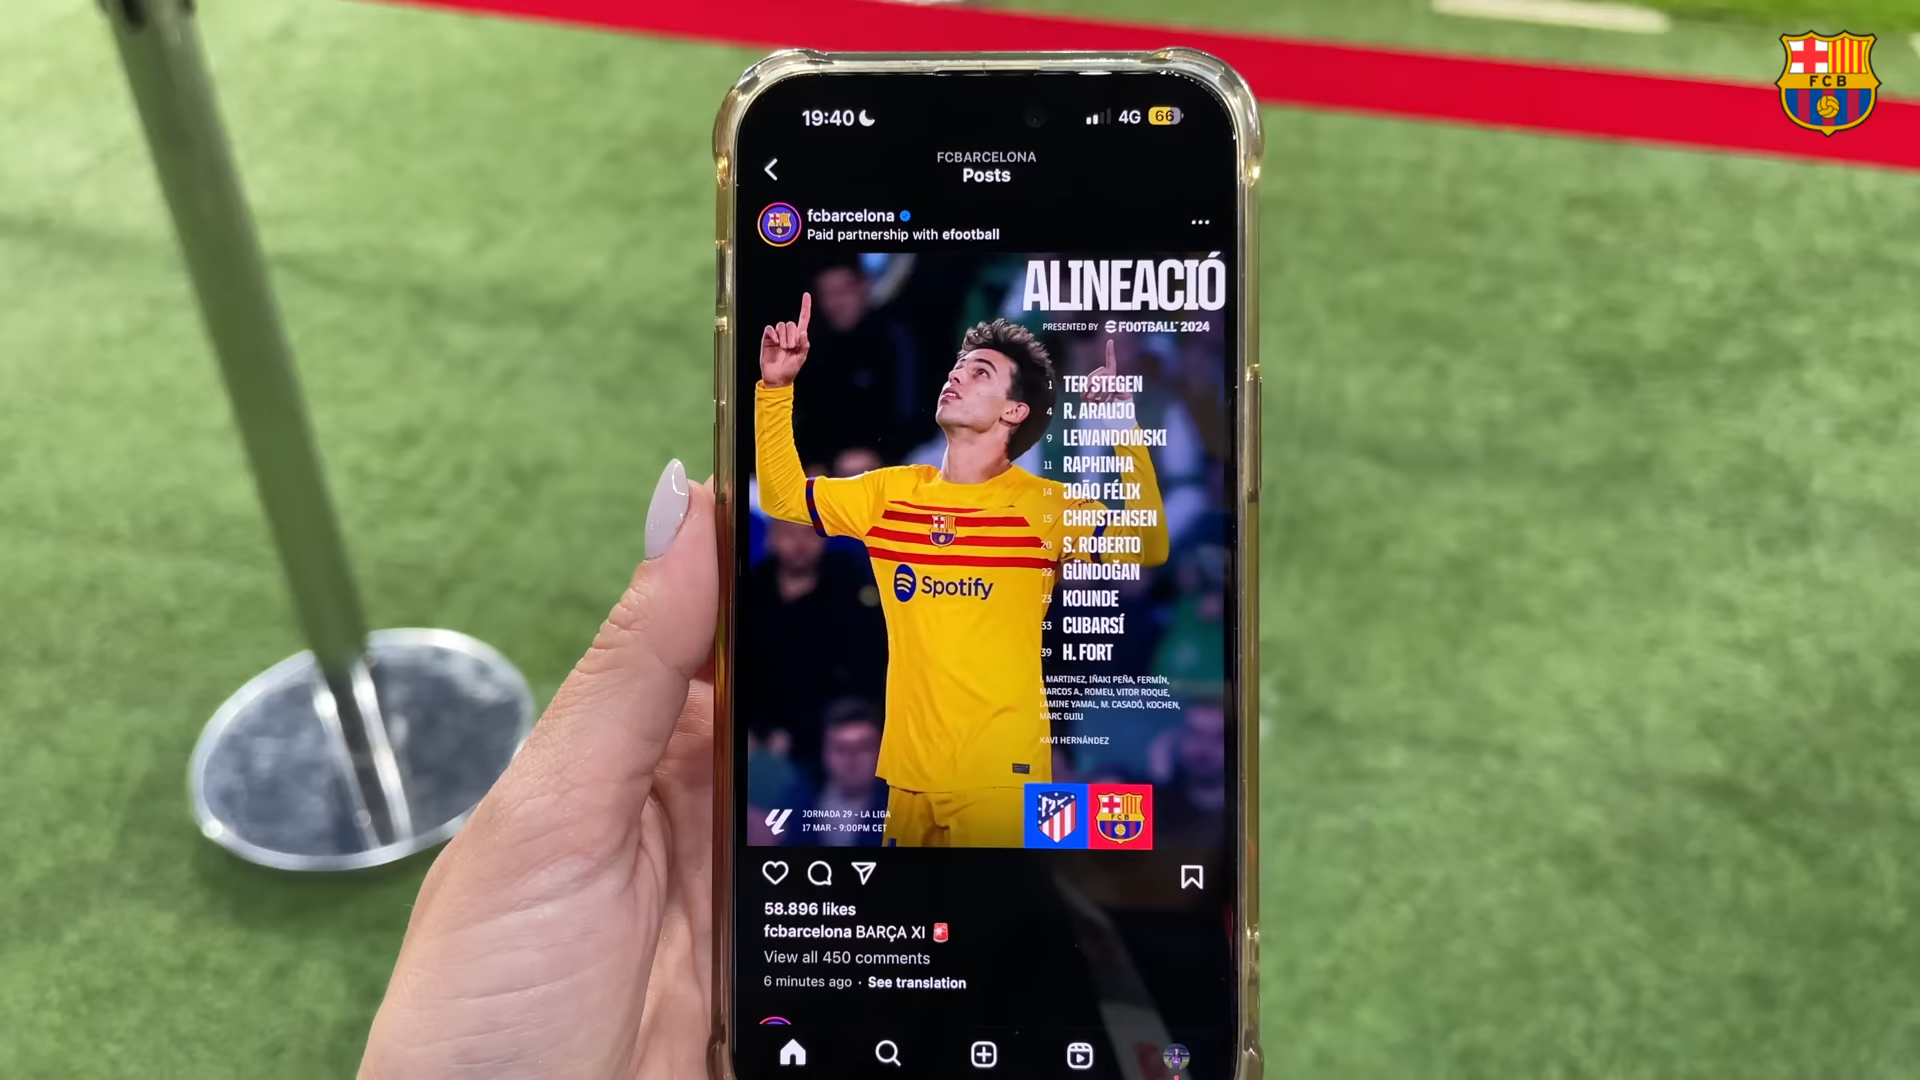 19:40
4G 66
FCB
FCBARCELONA
Posts
fcbarcelona
Paid partnership with efootball
ALINEACIÓ
PRESENTED BY eFOOTBALL™ 2024
1 TER STEGEN
4 R. ARAUJO
9 LEWANDOWSKI
11 RAPHINHA
14 JOÃO FÉLIX
15 CHRISTENSEN
20 S. ROBERTO
22 GÜNDOĞAN
23 KOUNDE
33 CUBARSÍ
39 H. FORT
I. MARTINEZ, IÑAKI PEÑA, FERMÍN,
MARCOS A., ROMEU, VITOR ROQUE,
LAMINE YAMAL, M. CASADÓ, KOCHEN,
MARC GUIU
XAVI HERNÁNDEZ
Spotify
JORNADA 29 - LA LIGA
17 MAR - 9:00PM CET
FCB
58.896 likes
fcbarcelona BARÇA XI
View all 450 comments
6 minutes ago · See translation